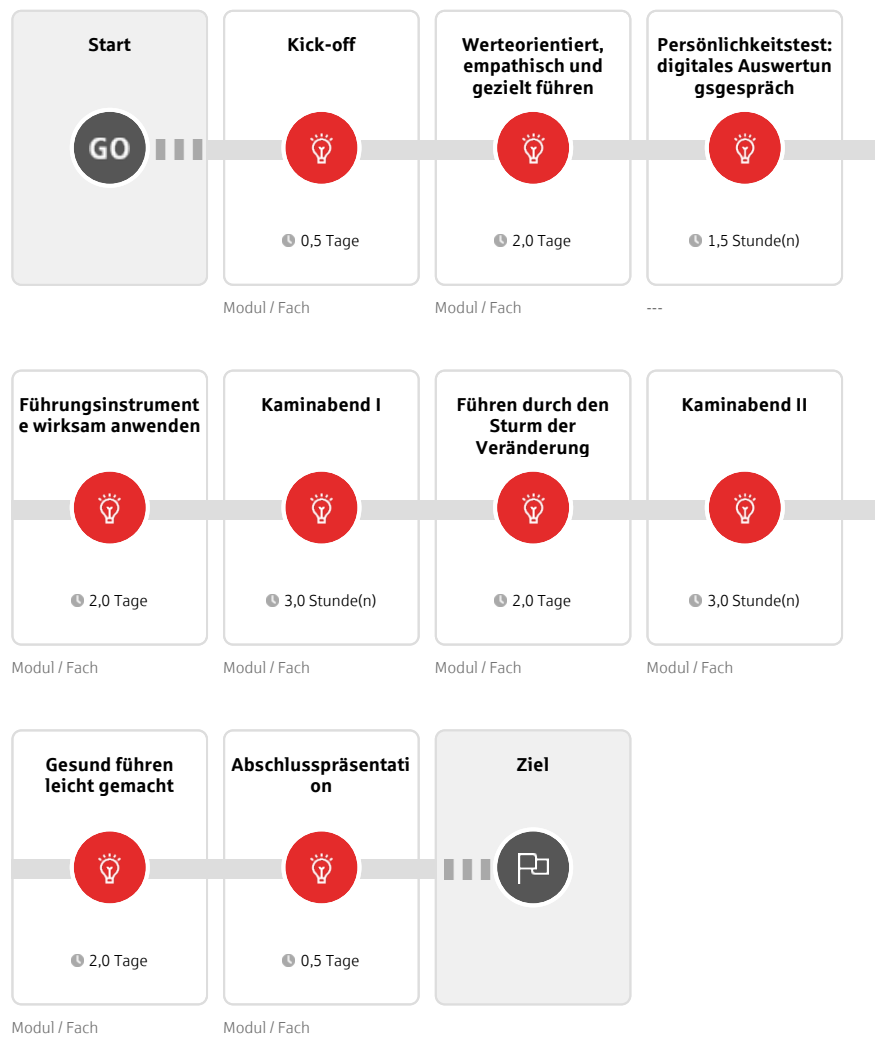 Start
Kick-off
Werteorientiert,
empathisch und
gezielt führen
Persönlichkeitstest:
digitales Auswertun
gsgespräch
GO
0,5 Tage
2,0 Tage
1,5 Stunde(n)
Modul / Fach
Modul / Fach
---
Führungsinstrument
e wirksam anwenden
Kaminabend I
Führen durch den
Sturm der
Veränderung
Kaminabend II
2,0 Tage
3,0 Stunde(n)
2,0 Tage
3,0 Stunde(n)
Modul / Fach
Modul / Fach
Modul / Fach
Modul / Fach
Gesund führen
leicht gemacht
Abschlusspräsentati
on
Ziel
2,0 Tage
0,5 Tage
Modul / Fach
Modul / Fach